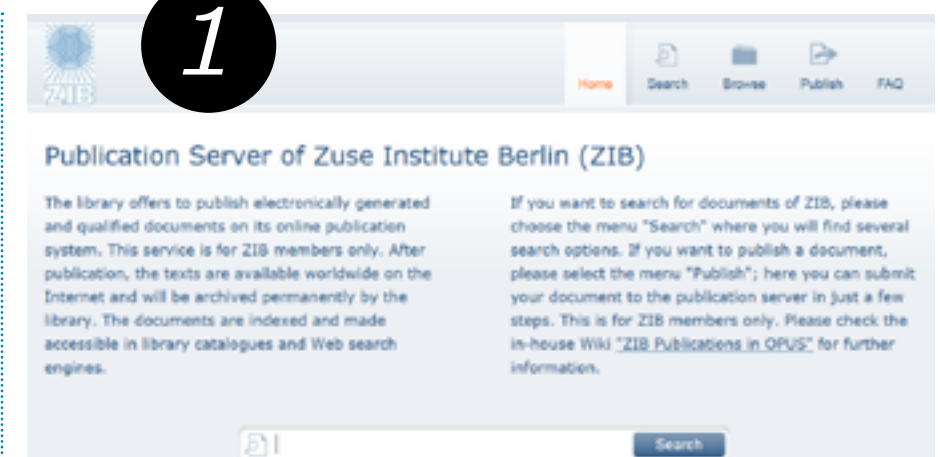 1
ZIB
Home Search Browse Publish FAQ
Publication Server of Zuse Institute Berlin (ZIB)
The library offers to publish electronically generated
and qualified documents on its online publication
system. This service is for ZIB members only. After
publication, the texts are available worldwide on the
Internet and will be archived permanently by the
library. The documents are indexed and made
accessible in library catalogues and Web search
engines.
If you want to search for documents of ZIB, please
choose the menu "Search" where you will find several
search options. If you want to publish a document,
please select the menu "Publish"; here you can submit
your document to the publication server in just a few
steps. This is for ZIB members only. Please check the
in-house Wiki "ZIB Publications in OPUS" for further
information.
Search